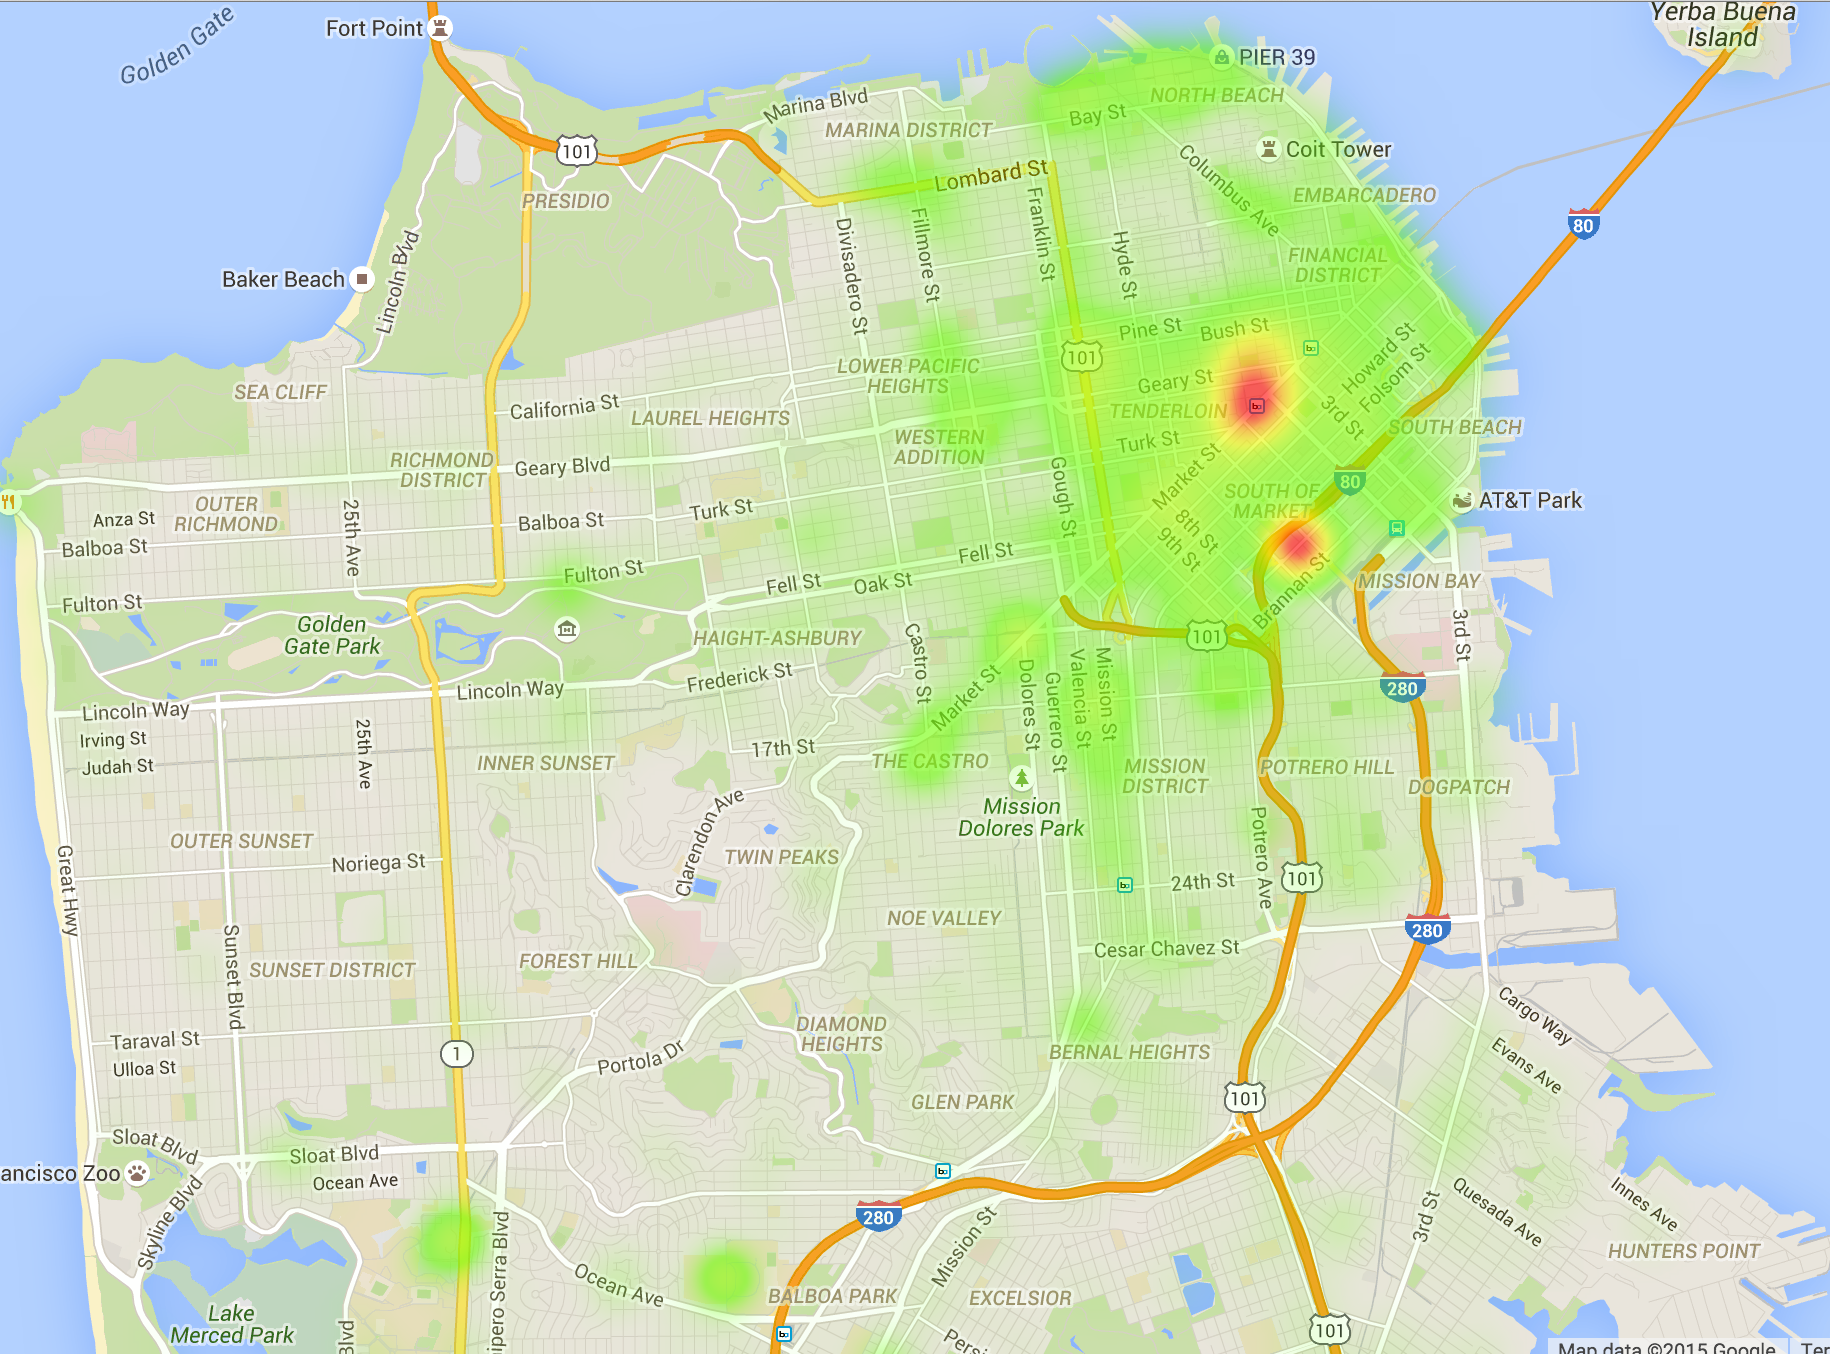 Golden Gate
Fort Point
Yerba Buena
Island
PIER 39
NORTH BEACH
Marina Blvd
MARINA DISTRICT
Bay St
101
Coit Tower
Columbus Ave
Lombard St
EMBARCADERO
PRESIDIO
80
Lincoln Blvd
Baker Beach
Divisadero St
Fillmore St
Franklin St
Hyde St
FINANCIAL
DISTRICT
Pine St
Bush St
101
Howard St
Folsom St
LOWER PACIFIC
HEIGHTS
Geary St
SEA CLIFF
California St
LAUREL HEIGHTS
TENDERLOIN
3rd St
SOUTH BEACH
WESTERN
ADDITION
Turk St
RICHMOND
DISTRICT
Geary Blvd
Market St
80
SOUTH OF
MARKET
AT&T Park
OUTER
RICHMOND
Anza St
25th Ave
Balboa St
Turk St
Gough St
8th St
9th St
Balboa St
Fell St
Fulton St
Fell St
Oak St
Brannan St
MISSION BAY
Fulton St
Golden
Gate Park
HAIGHT-ASHBURY
Castro St
101
3rd St
Frederick St
Market St
Dolores St
Guerrero St
Valencia St
Mission St
280
Lincoln Way
Lincoln Way
Irving St
Judah St
25th Ave
17th St
INNER SUNSET
THE CASTRO
MISSION
DISTRICT
POTRERO HILL
DOGPATCH
Mission
Dolores Park
Clarendon Ave
Potrero Ave
OUTER SUNSET
Noriega St
TWIN PEAKS
Great Hwy
24th St
101
NOE VALLEY
280
Sunset Blvd
Cesar Chavez St
SUNSET DISTRICT
FOREST HILL
Cargo Way
Taraval St
Ulloa St
1
Portola Dr
DIAMOND
HEIGHTS
BERNAL HEIGHTS
Evans Ave
GLEN PARK
101
Sloat Blvd
Sloat Blvd
ancisco Zoo
Ocean Ave
Skyline Blvd
280
Mission St
3rd St
Quesada Ave
Innes Ave
HUNTERS POINT
ipero Serra Blvd
Ocean Ave
BALBOA PARK
EXCELSIOR
Lake
Merced Park
Blvd
Persi
101
Map data ©2015 Google
Ter